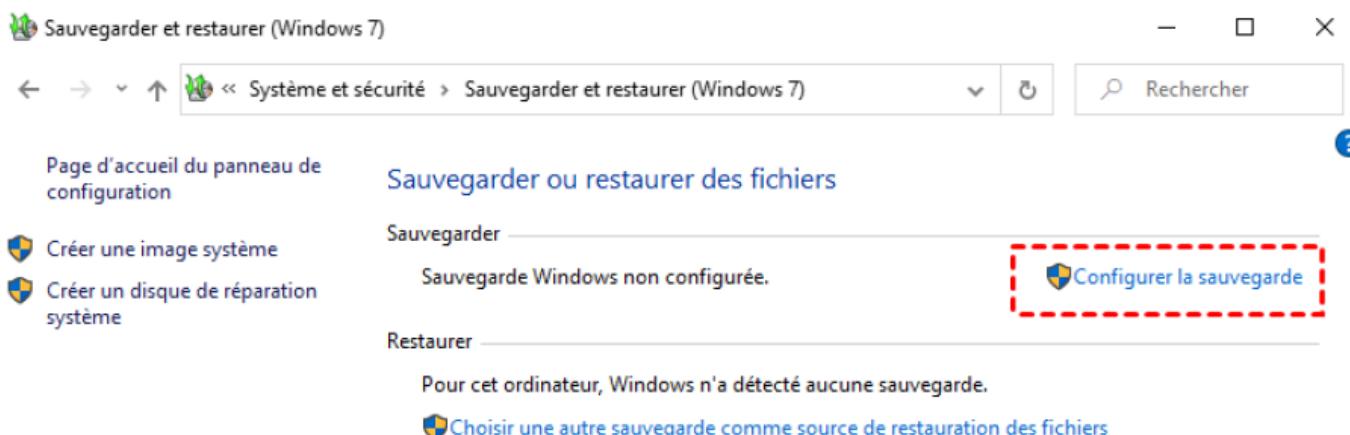 Sauvegarder et restaurer (Windows 7)
« Système et sécurité > Sauvegarder et restaurer (Windows 7)
Rechercher
Page d'accueil du panneau de
configuration
Créer une image système
Créer un disque de réparation
système
Sauvegarder ou restaurer des fichiers
Sauvegarder
Sauvegarde Windows non configurée.
Configurer la sauvegarde
Restaurer
Pour cet ordinateur, Windows n'a détecté aucune sauvegarde.
Choisir une autre sauvegarde comme source de restauration des fichiers